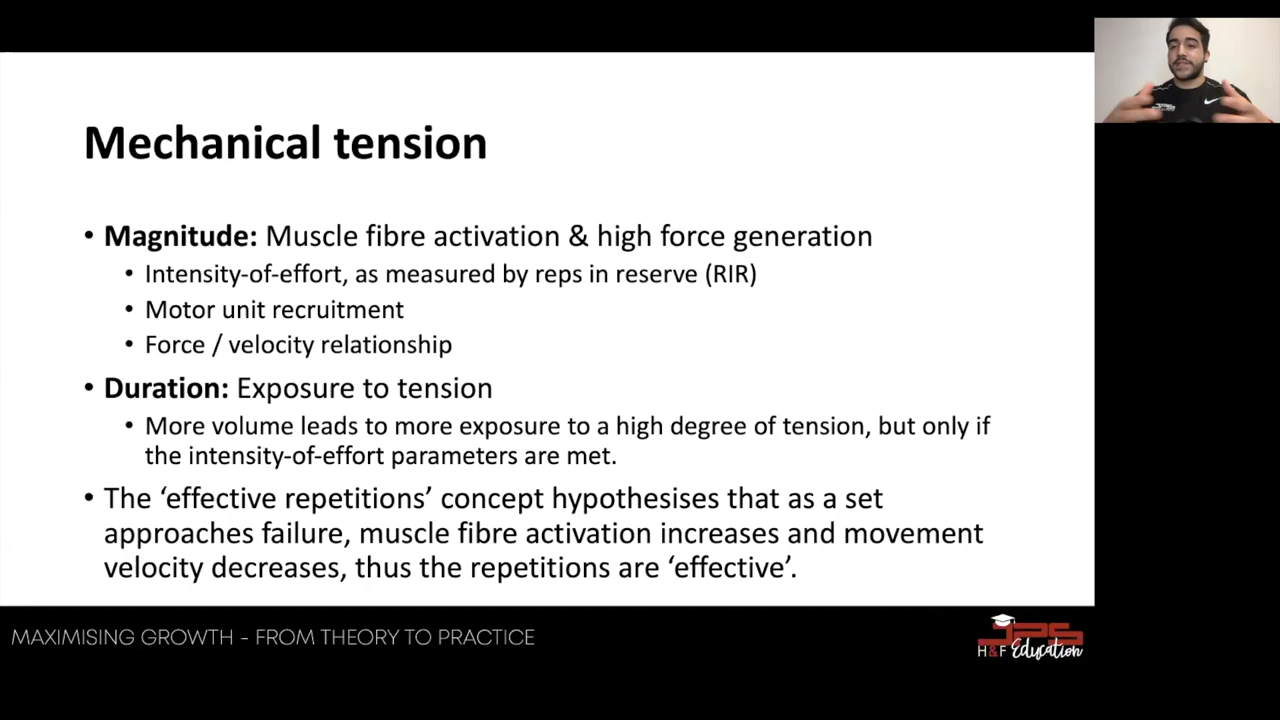 Mechanical tension
• Magnitude: Muscle fibre activation & high force generation
• Intensity-of-effort, as measured by reps in reserve (RIR)
• Motor unit recruitment
• Force / velocity relationship
• Duration: Exposure to tension
• More volume leads to more exposure to a high degree of tension, but only if
the intensity-of-effort parameters are met.
• The ‘effective repetitions’ concept hypothesises that as a set
approaches failure, muscle fibre activation increases and movement
velocity decreases, thus the repetitions are ‘effective’.
MAXIMISING GROWTH - FROM THEORY TO PRACTICE
JPS
H&F Education